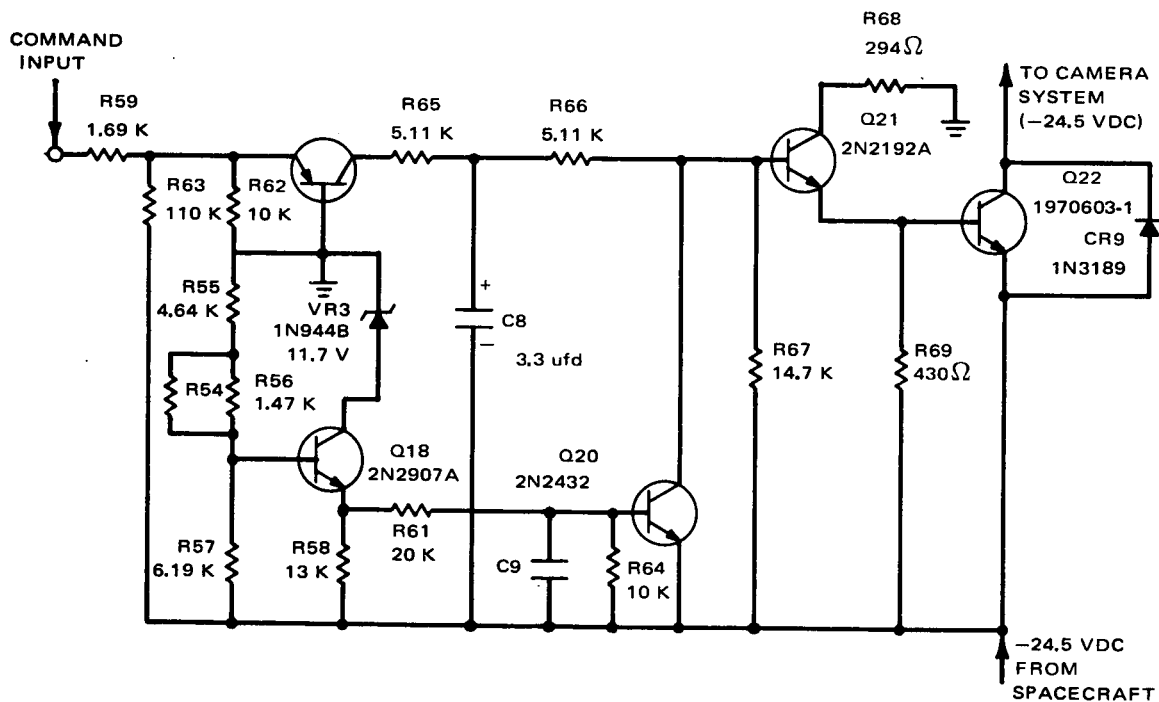 COMMAND
INPUT
R59
1.69 K
R65
5.11 K
R66
5.11 K
R68
294Ω
Q21
2N2192A
TO CAMERA
SYSTEM
(−24.5 VDC)
R63
110 K
R62
10 K
Q22
1970603-1
CR9
1N3189
R55
4.64 K
VR3
1N944B
11.7 V
+
C8
−
3.3 ufd
R54
R56
1.47 K
R67
14.7 K
R69
430Ω
Q18
2N2907A
Q20
2N2432
R57
6.19 K
R58
13 K
R61
20 K
C9
R64
10 K
−24.5 VDC
FROM
SPACECRAFT